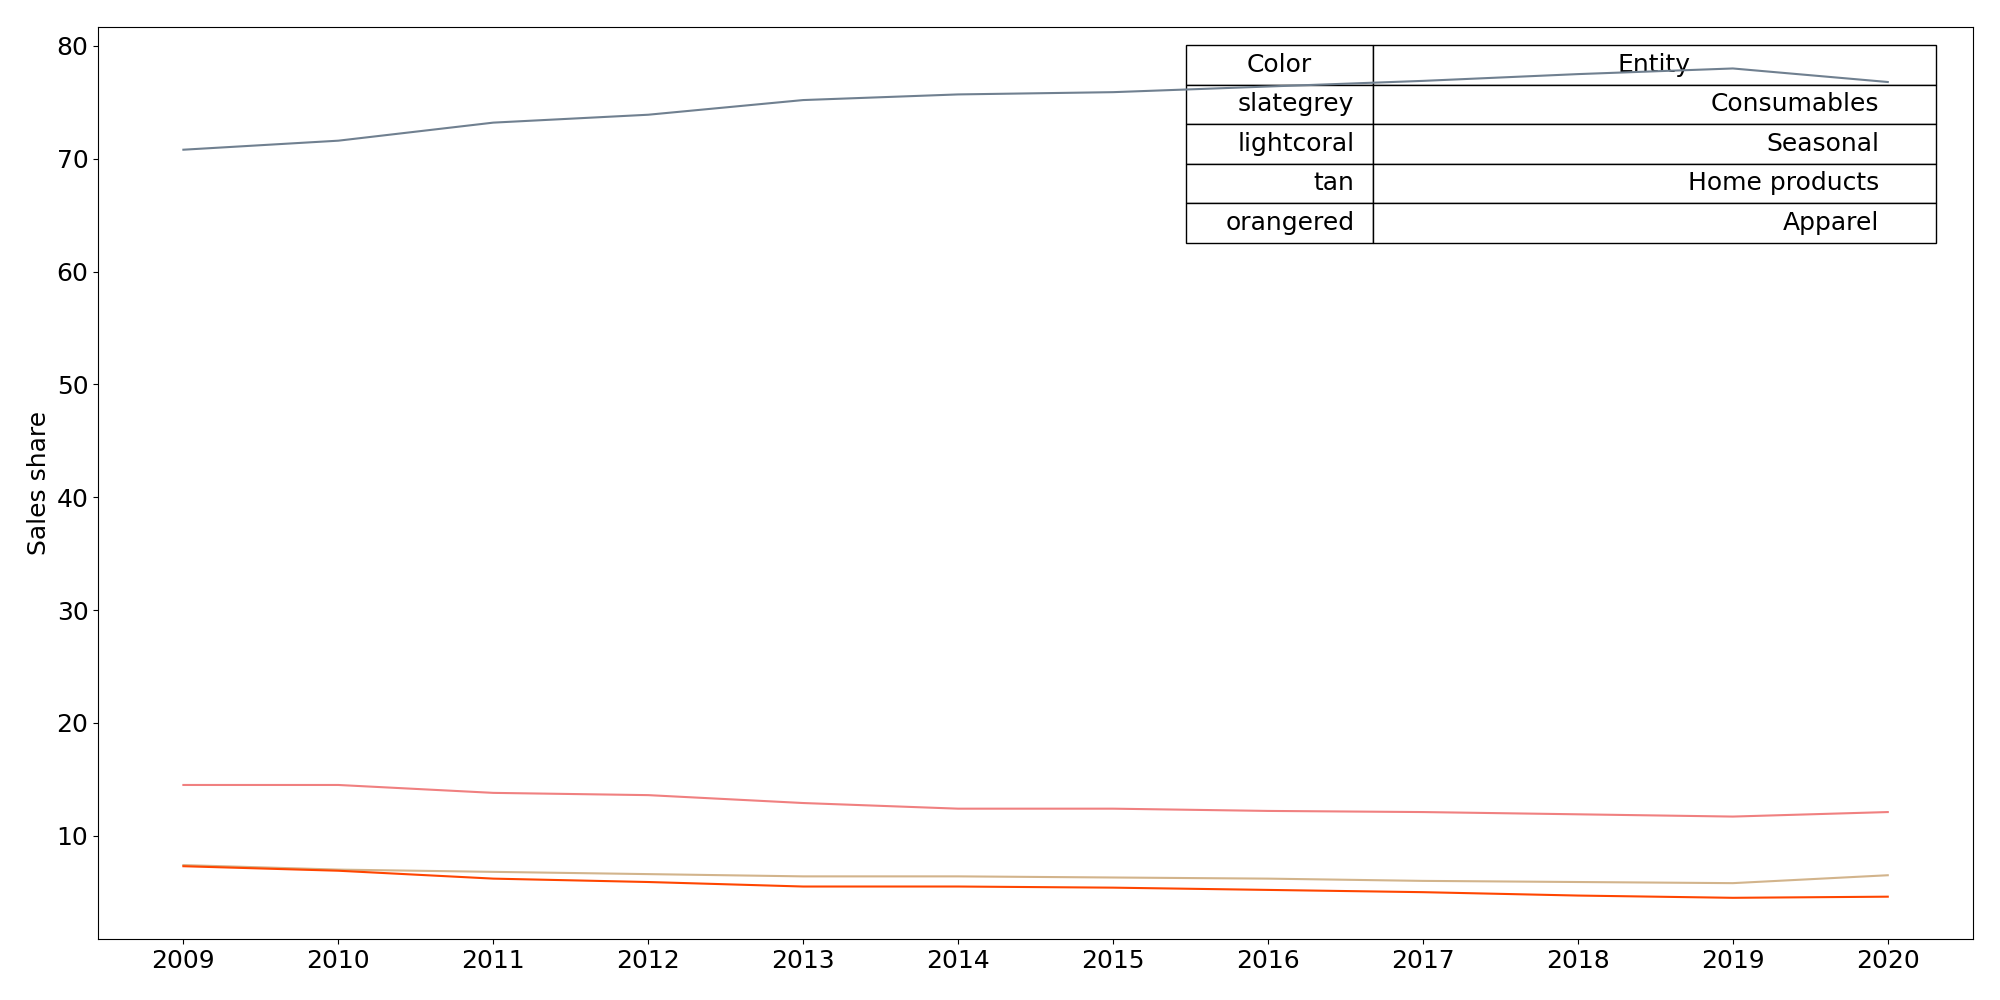 80
70
60
50
40
30
20
10
Sales share
Color Entity
slategrey Consumables
lightcoral Seasonal
tan Home products
orangered Apparel
2009 2010 2011 2012 2013 2014 2015 2016 2017 2018 2019 2020